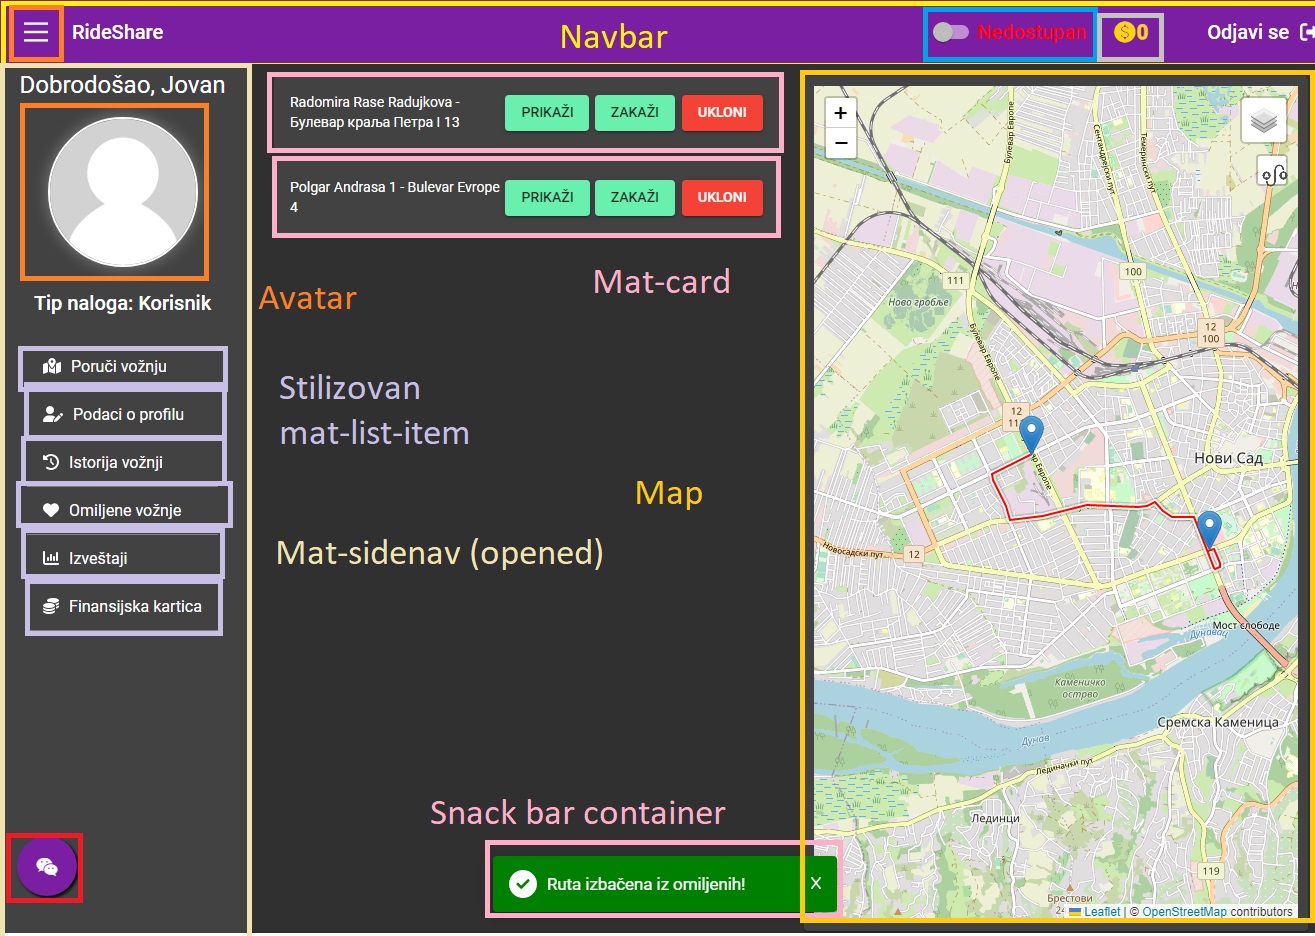 RideShare
Navbar
Nedostupan
0
Odjavi se
Dobrodošao, Jovan
Tip naloga: Korisnik
Poruči vožnju
Podaci o profilu
Istorija vožnji
Omiljene vožnje
Izveštaji
Finansijska kartica
Radomira Rase Radujkova -
Булевар краља Петра I 13
PRIKAŽI
ZAKAŽI
UKLONI
Polgar Andrasa 1 - Bulevar Evrope
4
PRIKAŽI
ZAKAŽI
UKLONI
Avatar
Mat-card
Stilizovan
mat-list-item
Map
Mat-sidenav (opened)
Snack bar container
Ruta izbačena iz omiljenih!
X
+
−
Булевар Европе
Сентандрејски пут
Темерински пут
100
111
Ново гробље
12
100
Булевар Европе
12
Нови Сад
Новосадски пут
12
Мост слободе
Дунавац
Каменичко
острво
Сремска Каменица
Дунав
Лединачки пут
Лединци
119
Брестови
Leaflet | © OpenStreetMap contributors